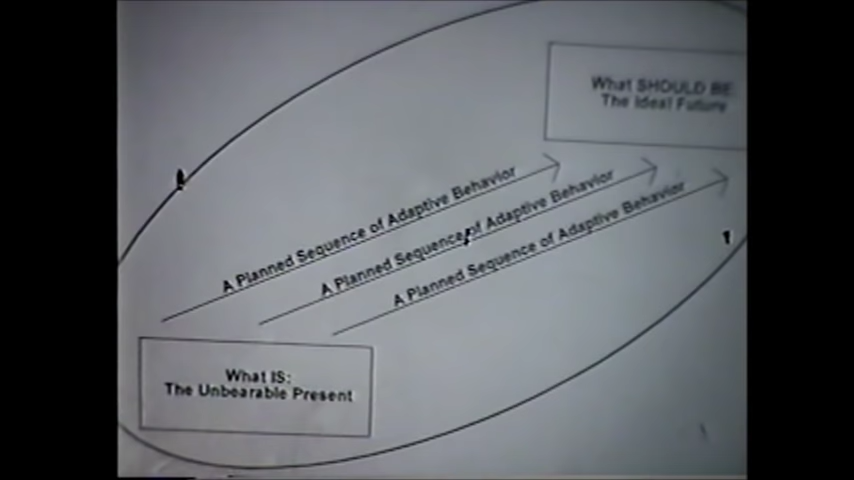 What SHOULD BE:
The Ideal Future
A Planned Sequence of Adaptive Behavior
A Planned Sequence of Adaptive Behavior
A Planned Sequence of Adaptive Behavior
What IS:
The Unbearable Present